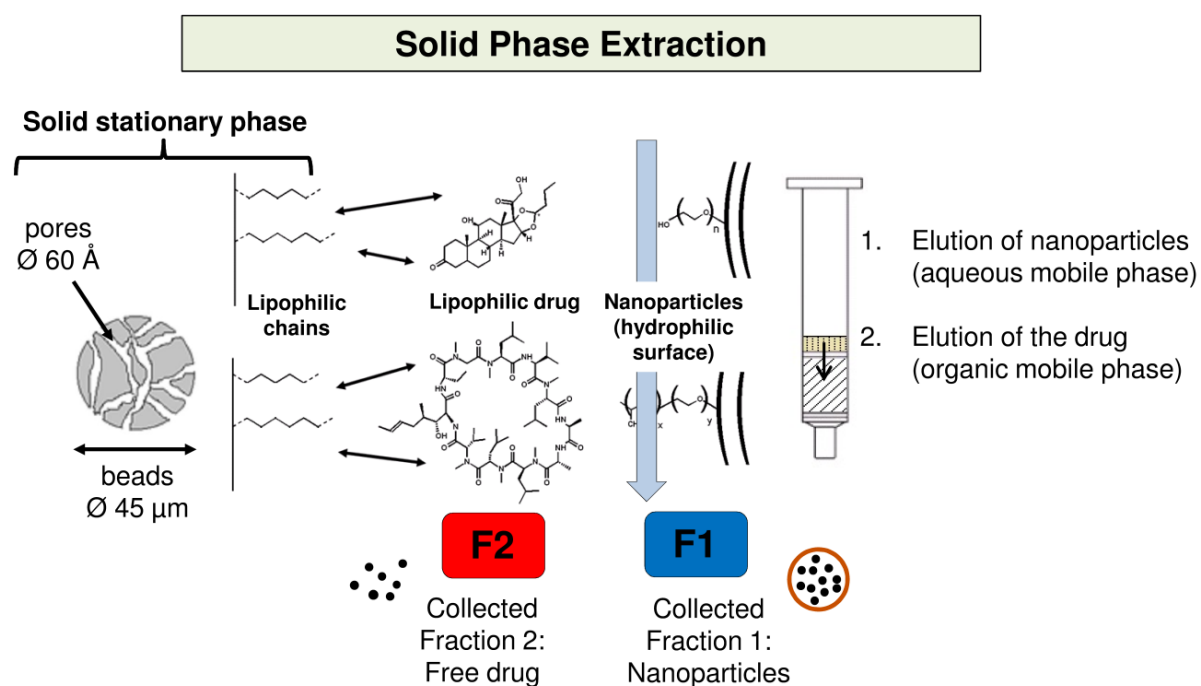 Solid Phase Extraction
Solid stationary phase
pores
Ø 60 Å
beads
Ø 45 µm
Lipophilic
chains
Lipophilic drug
Nanoparticles
(hydrophilic
surface)
1. Elution of nanoparticles
(aqueous mobile phase)
2. Elution of the drug
(organic mobile phase)
F2
Collected
Fraction 2:
Free drug
F1
Collected
Fraction 1:
Nanoparticles